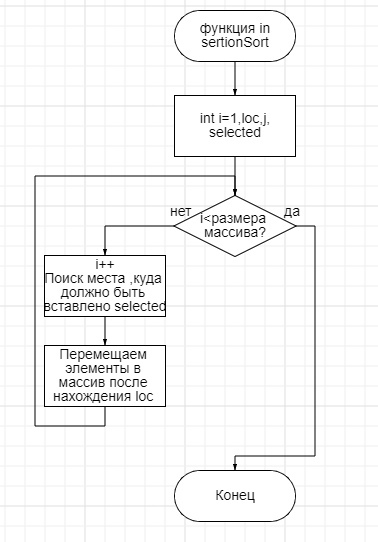 функция in
sertionSort
int i=1,loc,j,
selected
нет
i<размера
массива?
да
i++
Поиск места ,куда
должно быть
вставлено selected
Перемещаем
элементы в
массив после
нахождения loc
Конец